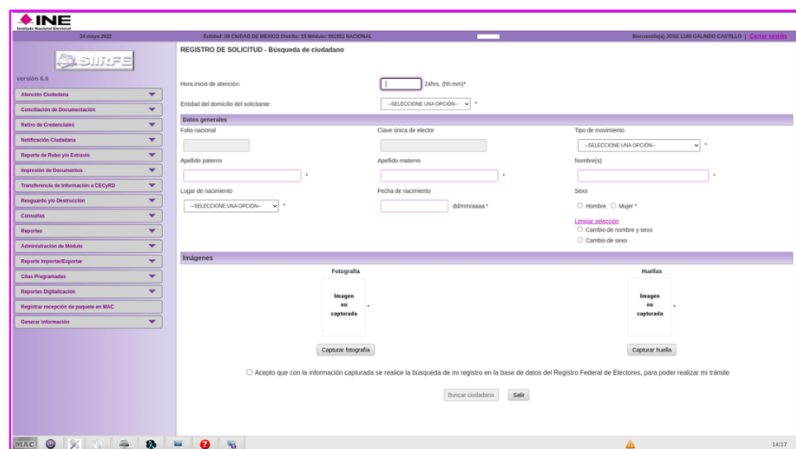 INE
Instituto Nacional Electoral
24 mayo 2022 Entidad: 09 CIUDAD DE MEXICO Distrito: 23 Módulo: 092351 NACIONAL Bienvenido(a) JOSE LUIS GALINDO CASTILLO | Cerrar sesión
SIIRFE
versión 6.6
Atención Ciudadana
Conciliación de Documentación
Retiro de Credenciales
Notificación Ciudadana
Reporte de Robo y/o Extravío
Impresión de Documentos
Transferencia de Información a CECyRD
Resguardo y/o Destrucción
Consultas
Reportes
Administración de Módulo
Reporte Importar/Exportar
Citas Programadas
Reportes Digitalización
Registrar recepción de paquete en MAC
Generar Información
REGISTRO DE SOLICITUD - Búsqueda de ciudadano
Hora inicio de atención: 24hrs. (hh:mm)*
Entidad del domicilio del solicitante: --SELECCIONE UNA OPCIÓN-- *
Datos generales
Folio nacional Clave única de elector Tipo de movimiento
--SELECCIONE UNA OPCIÓN-- *
Apellido paterno Apellido materno Nombre(s)
* * *
Lugar de nacimiento Fecha de nacimiento Sexo
--SELECCIONE UNA OPCIÓN-- * dd/mm/aaaa * Hombre Mujer *
Limpiar selección
Cambio de nombre y sexo
Cambio de sexo
Imágenes
Fotografía Huellas
Imagen no capturada * Imagen no capturada *
Capturar fotografía Capturar huella
Acepto que con la información capturada se realice la búsqueda de mi registro en la base de datos del Registro Federal de Electores, para poder realizar mi trámite
Buscar ciudadano Salir
MAC 14:17